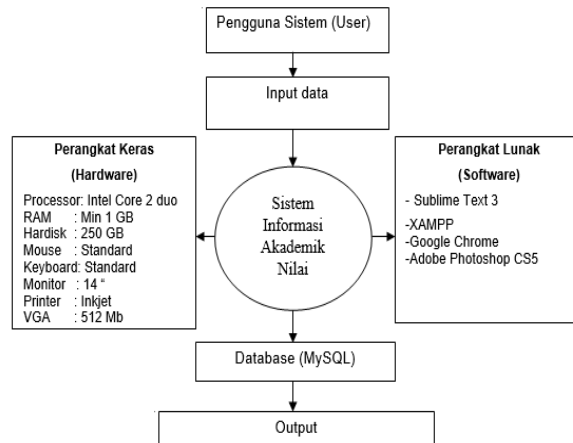 Pengguna Sistem (User)
Input data
Perangkat Keras
(Hardware)
Processor: Intel Core 2 duo
RAM : Min 1 GB
Hardisk : 250 GB
Mouse : Standard
Keyboard: Standard
Monitor : 14 “
Printer : Inkjet
VGA : 512 Mb
Sistem
Informasi
Akademik
Nilai
Perangkat Lunak
(Software)
- Sublime Text 3
-XAMPP
-Google Chrome
-Adobe Photoshop CS5
Database (MySQL)
Output